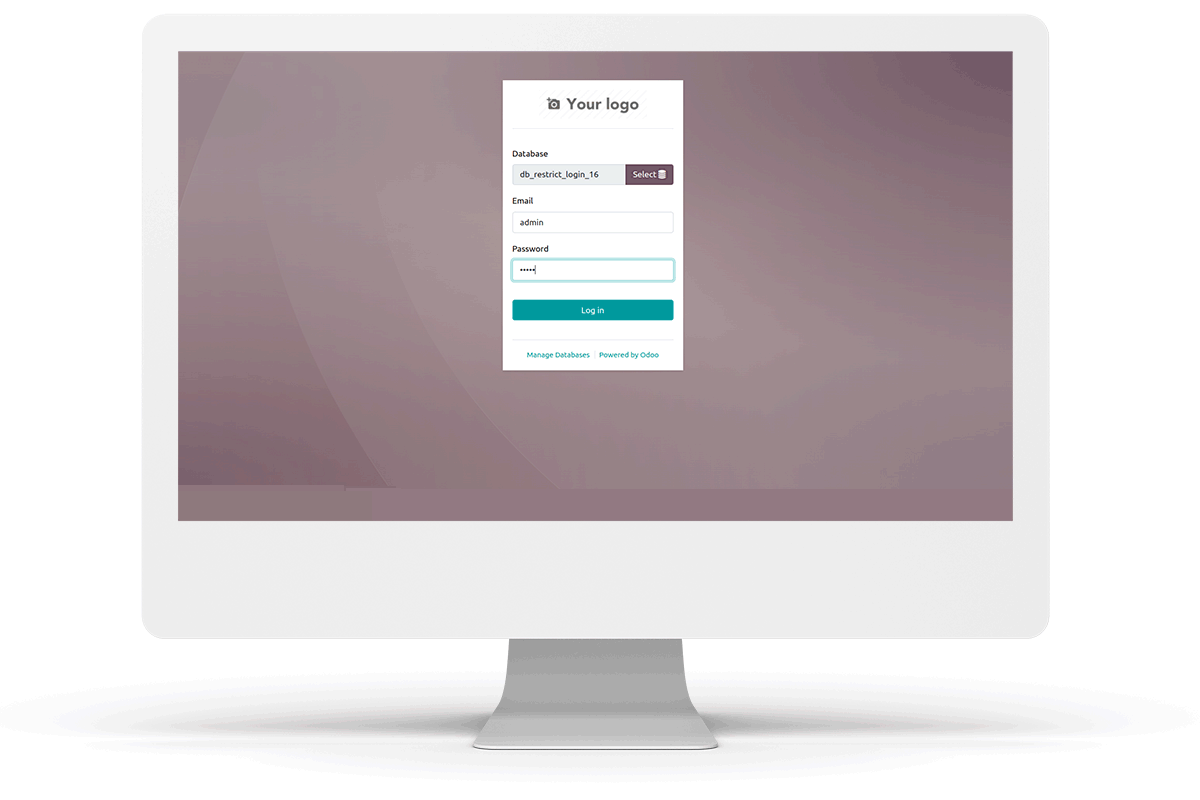 Your logo
Database
db_restrict_login_16 Select
Email
admin
Password
•••••
Log in
Manage Databases Powered by Odoo